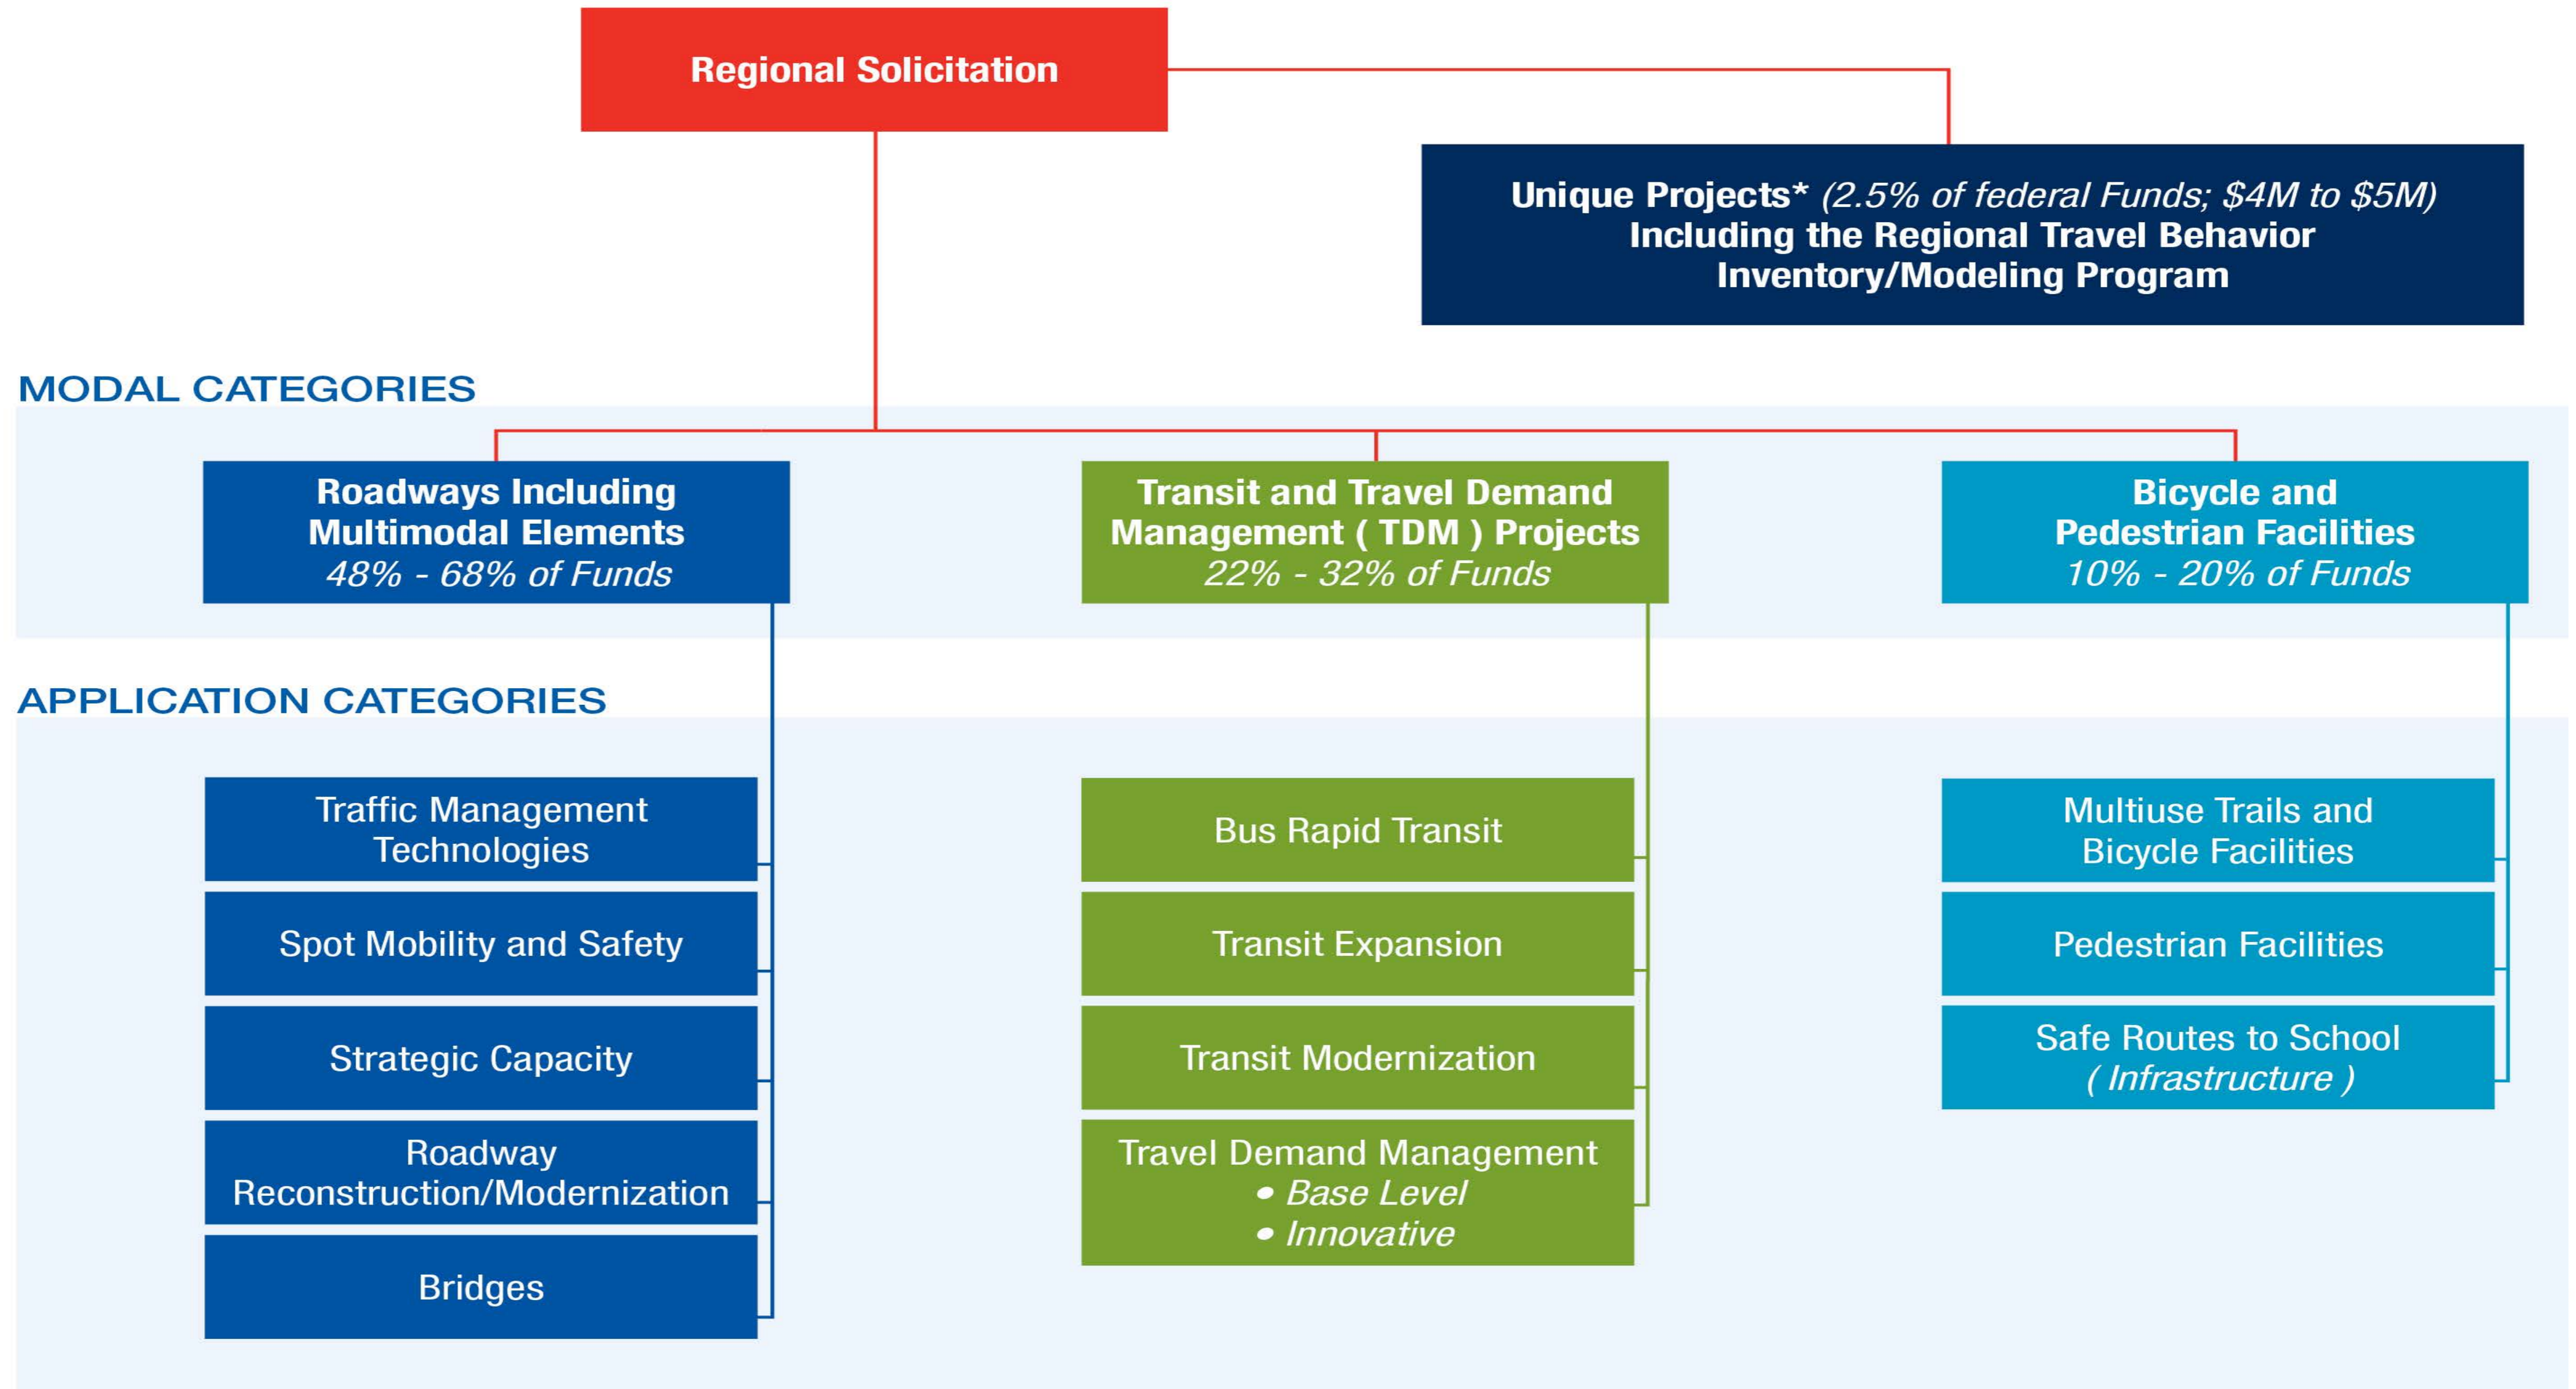 Regional Solicitation
Unique Projects* (2.5% of federal Funds; $4M to $5M)
Including the Regional Travel Behavior
Inventory/Modeling Program
MODAL CATEGORIES
Roadways Including
Multimodal Elements
48% - 68% of Funds
Transit and Travel Demand
Management ( TDM ) Projects
22% - 32% of Funds
Bicycle and
Pedestrian Facilities
10% - 20% of Funds
APPLICATION CATEGORIES
Traffic Management
Technologies
Spot Mobility and Safety
Strategic Capacity
Roadway
Reconstruction/Modernization
Bridges
Bus Rapid Transit
Transit Expansion
Transit Modernization
Travel Demand Management
• Base Level
• Innovative
Multiuse Trails and
Bicycle Facilities
Pedestrian Facilities
Safe Routes to School
( Infrastructure )